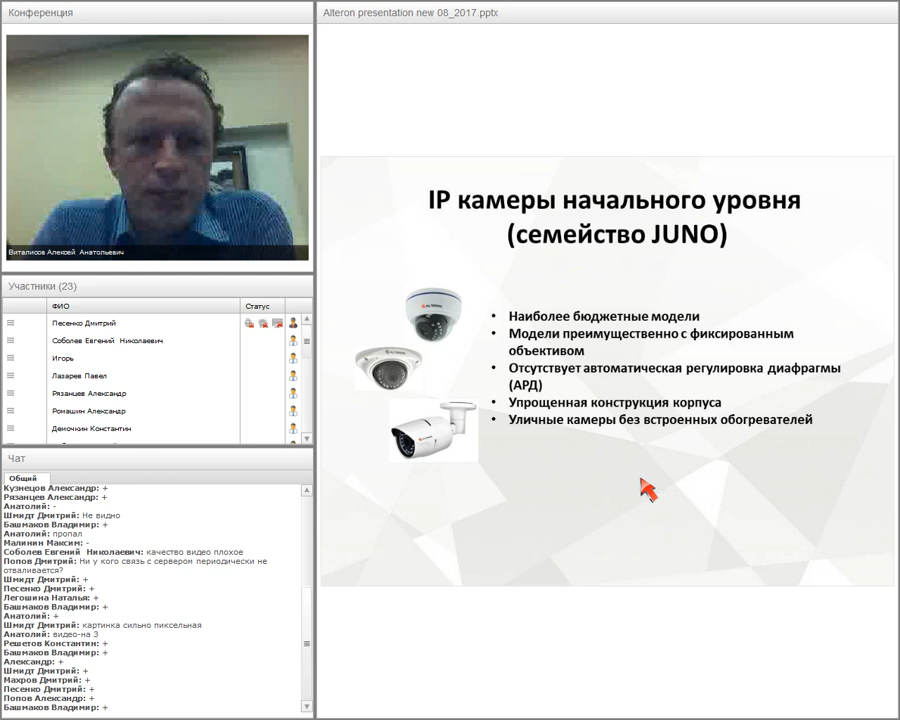 Конференция
Виталисов Алексей Анатольевич
Участники (23)
ФИО
Статус
Песенко Дмитрий
Соболев Евгений Николаевич
Игорь
Лазарев Павел
Рязанцев Александр
Ромашин Александр
Демочкин Константин
Чат
Общий
Кузнецов Александр: +
Рязанцев Александр: +
Анатолий: -
Шмидт Дмитрий: Не видно
Башмаков Владимир: +
Анатолий: пропал
Малинин Максим: -
Соболев Евгений Николаевич: качество видео плохое
Попов Дмитрий: Ни у кого связь с сервером периодически не
отваливается?
Шмидт Дмитрий: +
Песенко Дмитрий: +
Легошина Наталья: +
Башмаков Владимир: +
Анатолий: +
Шмидт Дмитрий: картинка сильно пиксельная
Анатолий: видео-на 3
Решетов Константин: +
Башмаков Владимир: +
Александр: +
Шмидт Дмитрий: +
Махров Дмитрий: +
Песенко Дмитрий: +
Попов Александр: +
Башмаков Владимир: +
Alteron presentation new 08_2017.pptx
IP камеры начального уровня
(семейство JUNO)
• Наиболее бюджетные модели
• Модели преимущественно с фиксированным
объективом
• Отсутствует автоматическая регулировка диафрагмы
(АРД)
• Упрощенная конструкция корпуса
• Уличные камеры без встроенных обогревателей